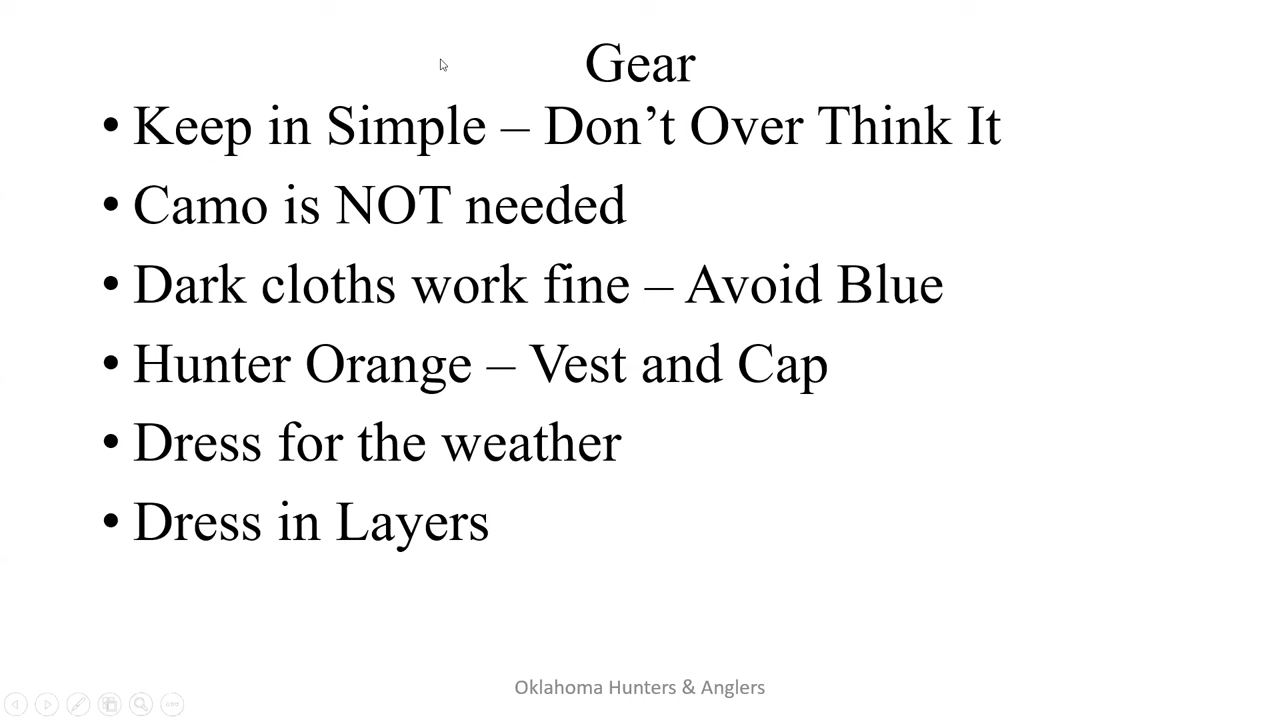 Gear
• Keep in Simple – Don’t Over Think It
• Camo is NOT needed
• Dark cloths work fine – Avoid Blue
• Hunter Orange – Vest and Cap
• Dress for the weather
• Dress in Layers
Oklahoma Hunters & Anglers